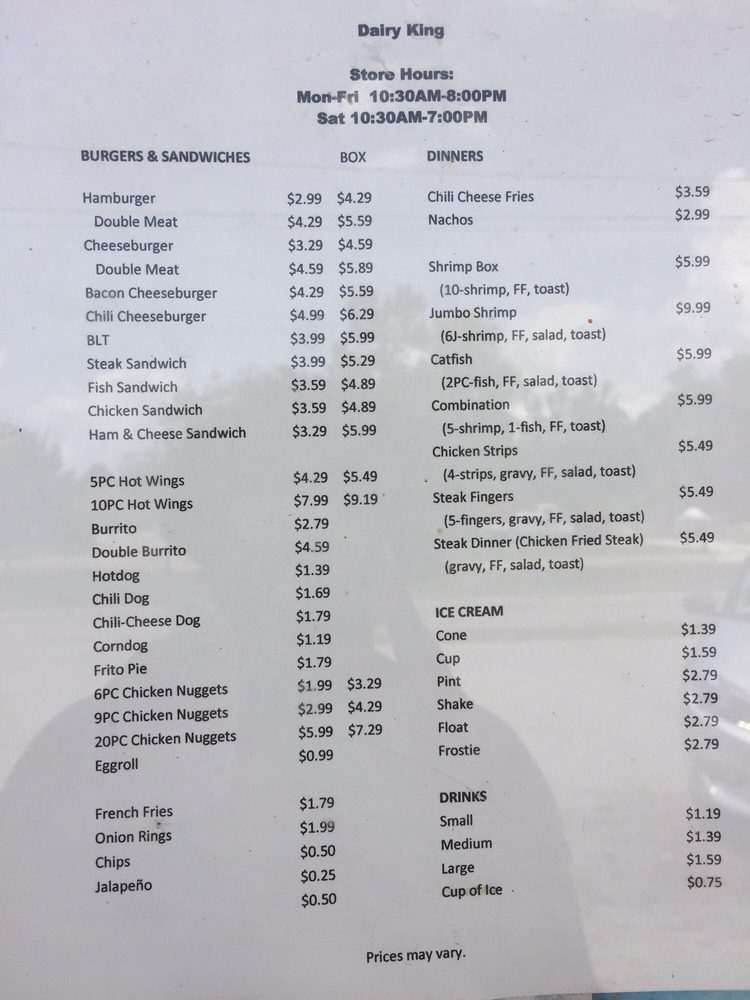 Dairy King
Store Hours:
Mon-Fri 10:30AM-8:00PM
Sat 10:30AM-7:00PM
BURGERS & SANDWICHES BOX
Hamburger $2.99 $4.29
Double Meat $4.29 $5.59
Cheeseburger $3.29 $4.59
Double Meat $4.59 $5.89
Bacon Cheeseburger $4.29 $5.59
Chili Cheeseburger $4.99 $6.29
BLT $3.99 $5.99
Steak Sandwich $3.99 $5.29
Fish Sandwich $3.59 $4.89
Chicken Sandwich $3.59 $4.89
Ham & Cheese Sandwich $3.29 $5.99
5PC Hot Wings $4.29 $5.49
10PC Hot Wings $7.99 $9.19
Burrito $2.79
Double Burrito $4.59
Hotdog $1.39
Chili Dog $1.69
Chili-Cheese Dog $1.79
Corndog $1.19
Frito Pie $1.79
6PC Chicken Nuggets $1.99 $3.29
9PC Chicken Nuggets $2.99 $4.29
20PC Chicken Nuggets $5.99 $7.29
Eggroll $0.99
French Fries $1.79
Onion Rings $1.99
Chips $0.50
Jalapeño $0.25
$0.50
DINNERS
Chili Cheese Fries $3.59
Nachos $2.99
Shrimp Box $5.99
(10-shrimp, FF, toast)
Jumbo Shrimp $9.99
(6J-shrimp, FF, salad, toast)
Catfish $5.99
(2PC-fish, FF, salad, toast)
Combination $5.99
(5-shrimp, 1-fish, FF, toast)
Chicken Strips $5.49
(4-strips, gravy, FF, salad, toast)
Steak Fingers $5.49
(5-fingers, gravy, FF, salad, toast)
Steak Dinner (Chicken Fried Steak) $5.49
(gravy, FF, salad, toast)
ICE CREAM
Cone $1.39
Cup $1.59
Pint $2.79
Shake $2.79
Float $2.79
Frostie $2.79
DRINKS
Small $1.19
Medium $1.39
Large $1.59
Cup of Ice $0.75
Prices may vary.